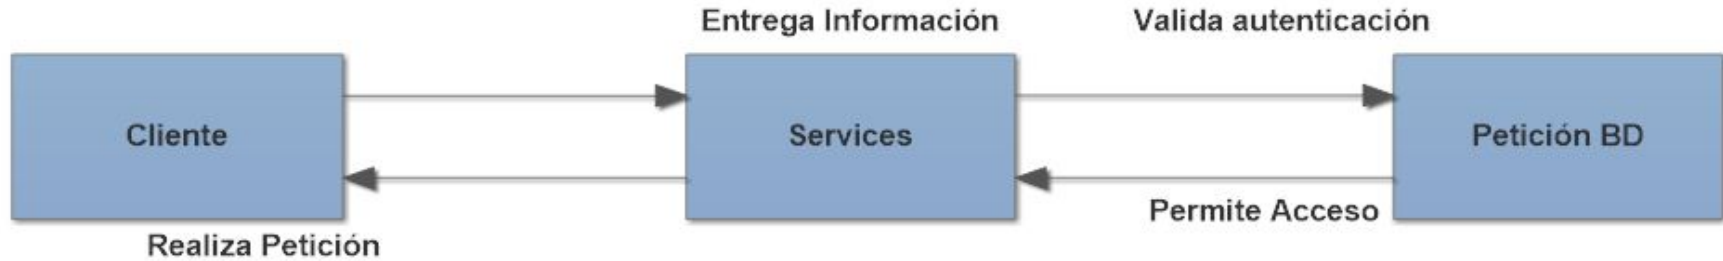 Entrega Información
Valida autenticación
Cliente
Services
Petición BD
Permite Acceso
Realiza Petición